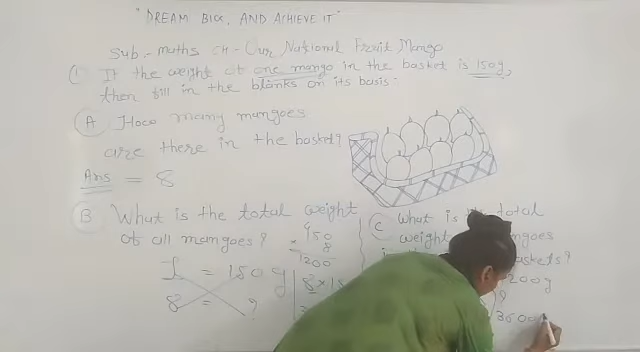 "DREAM BIG, AND ACHIEVE IT"
Sub.- maths CH- Our National Fruit Mango
① If the weight of one mango in the basket is 150g,
then fill in the blanks on its basis-
A How many mangoes
are there in the basket?
Ans = 8
B What is the total weight
of all mangoes?
150
× 8
1200
1 = 150 g
8 = ?
8 × 15
C What is total
weight mangoes
baskets?
200g
?
3600